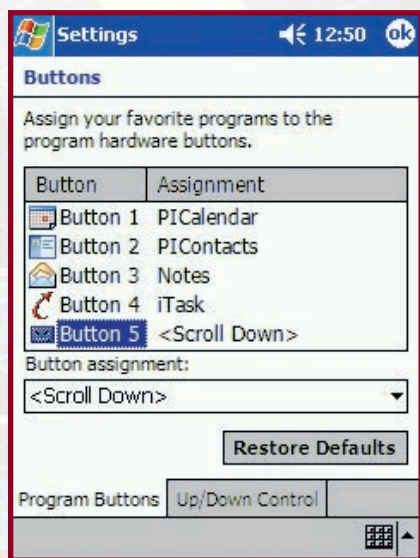 Settings 12:50 ok
Buttons
Assign your favorite programs to the
program hardware buttons.
Button Assignment
Button 1 PICalendar
Button 2 PIContacts
Button 3 Notes
Button 4 iTask
Button 5 <Scroll Down>
Button assignment:
<Scroll Down>
Restore Defaults
Program Buttons Up/Down Control